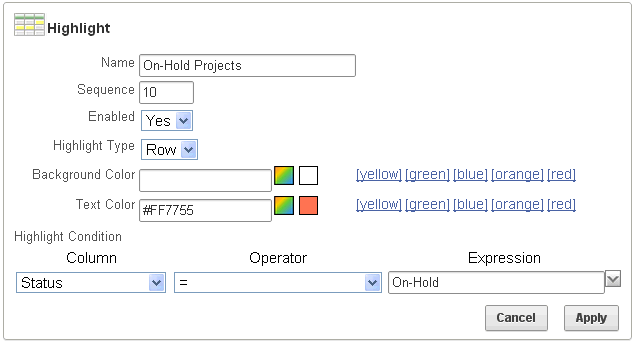 Highlight
Name On-Hold Projects
Sequence 10
Enabled Yes
Highlight Type Row
Background Color [yellow] [green] [blue] [orange] [red]
Text Color #FF7755 [yellow] [green] [blue] [orange] [red]
Highlight Condition
Column Operator Expression
Status = On-Hold
Cancel Apply